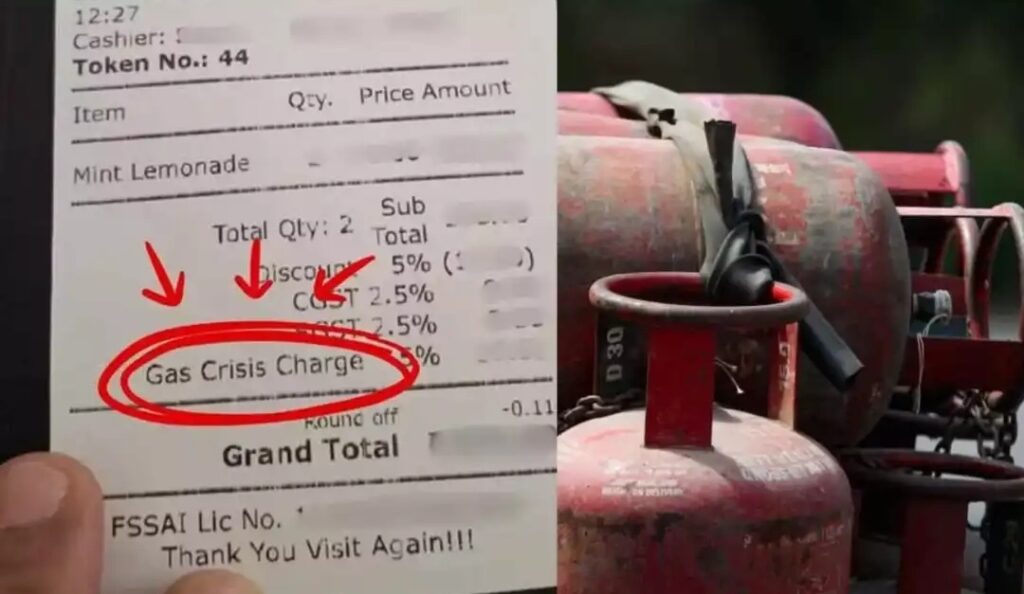 12:27
Cashier:
Token No.: 44
Item Qty. Price Amount
Mint Lemonade
Total Qty: 2 Sub Total
Discount 5% (
CGST 2.5%
2.5%
Gas Crisis Charge 5%
Round off -0.11
Grand Total
FSSAI Lic No.
Thank You Visit Again!!!
D 30